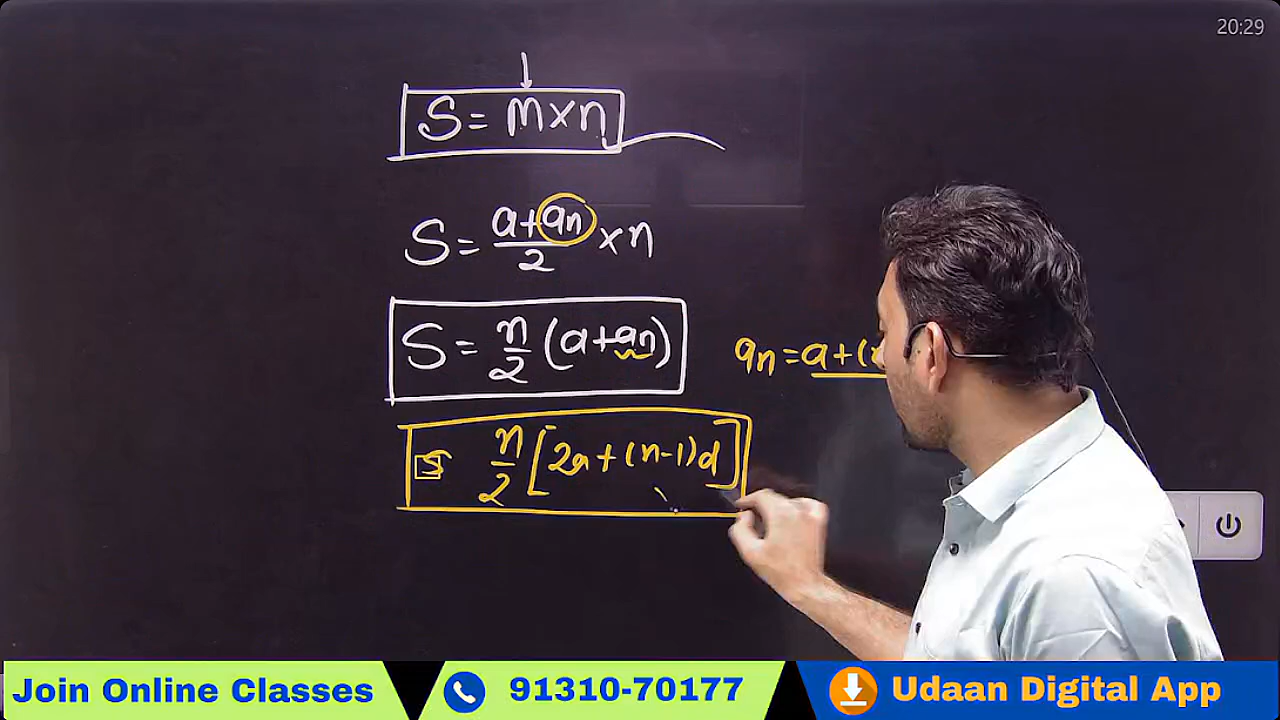 20:29
S = m×n
S = a+an/2 ×n
S = n/2 (a+an)
an = a+(
S n/2 [2a+(n-1)d]
Join Online Classes
91310-70177
Udaan Digital App